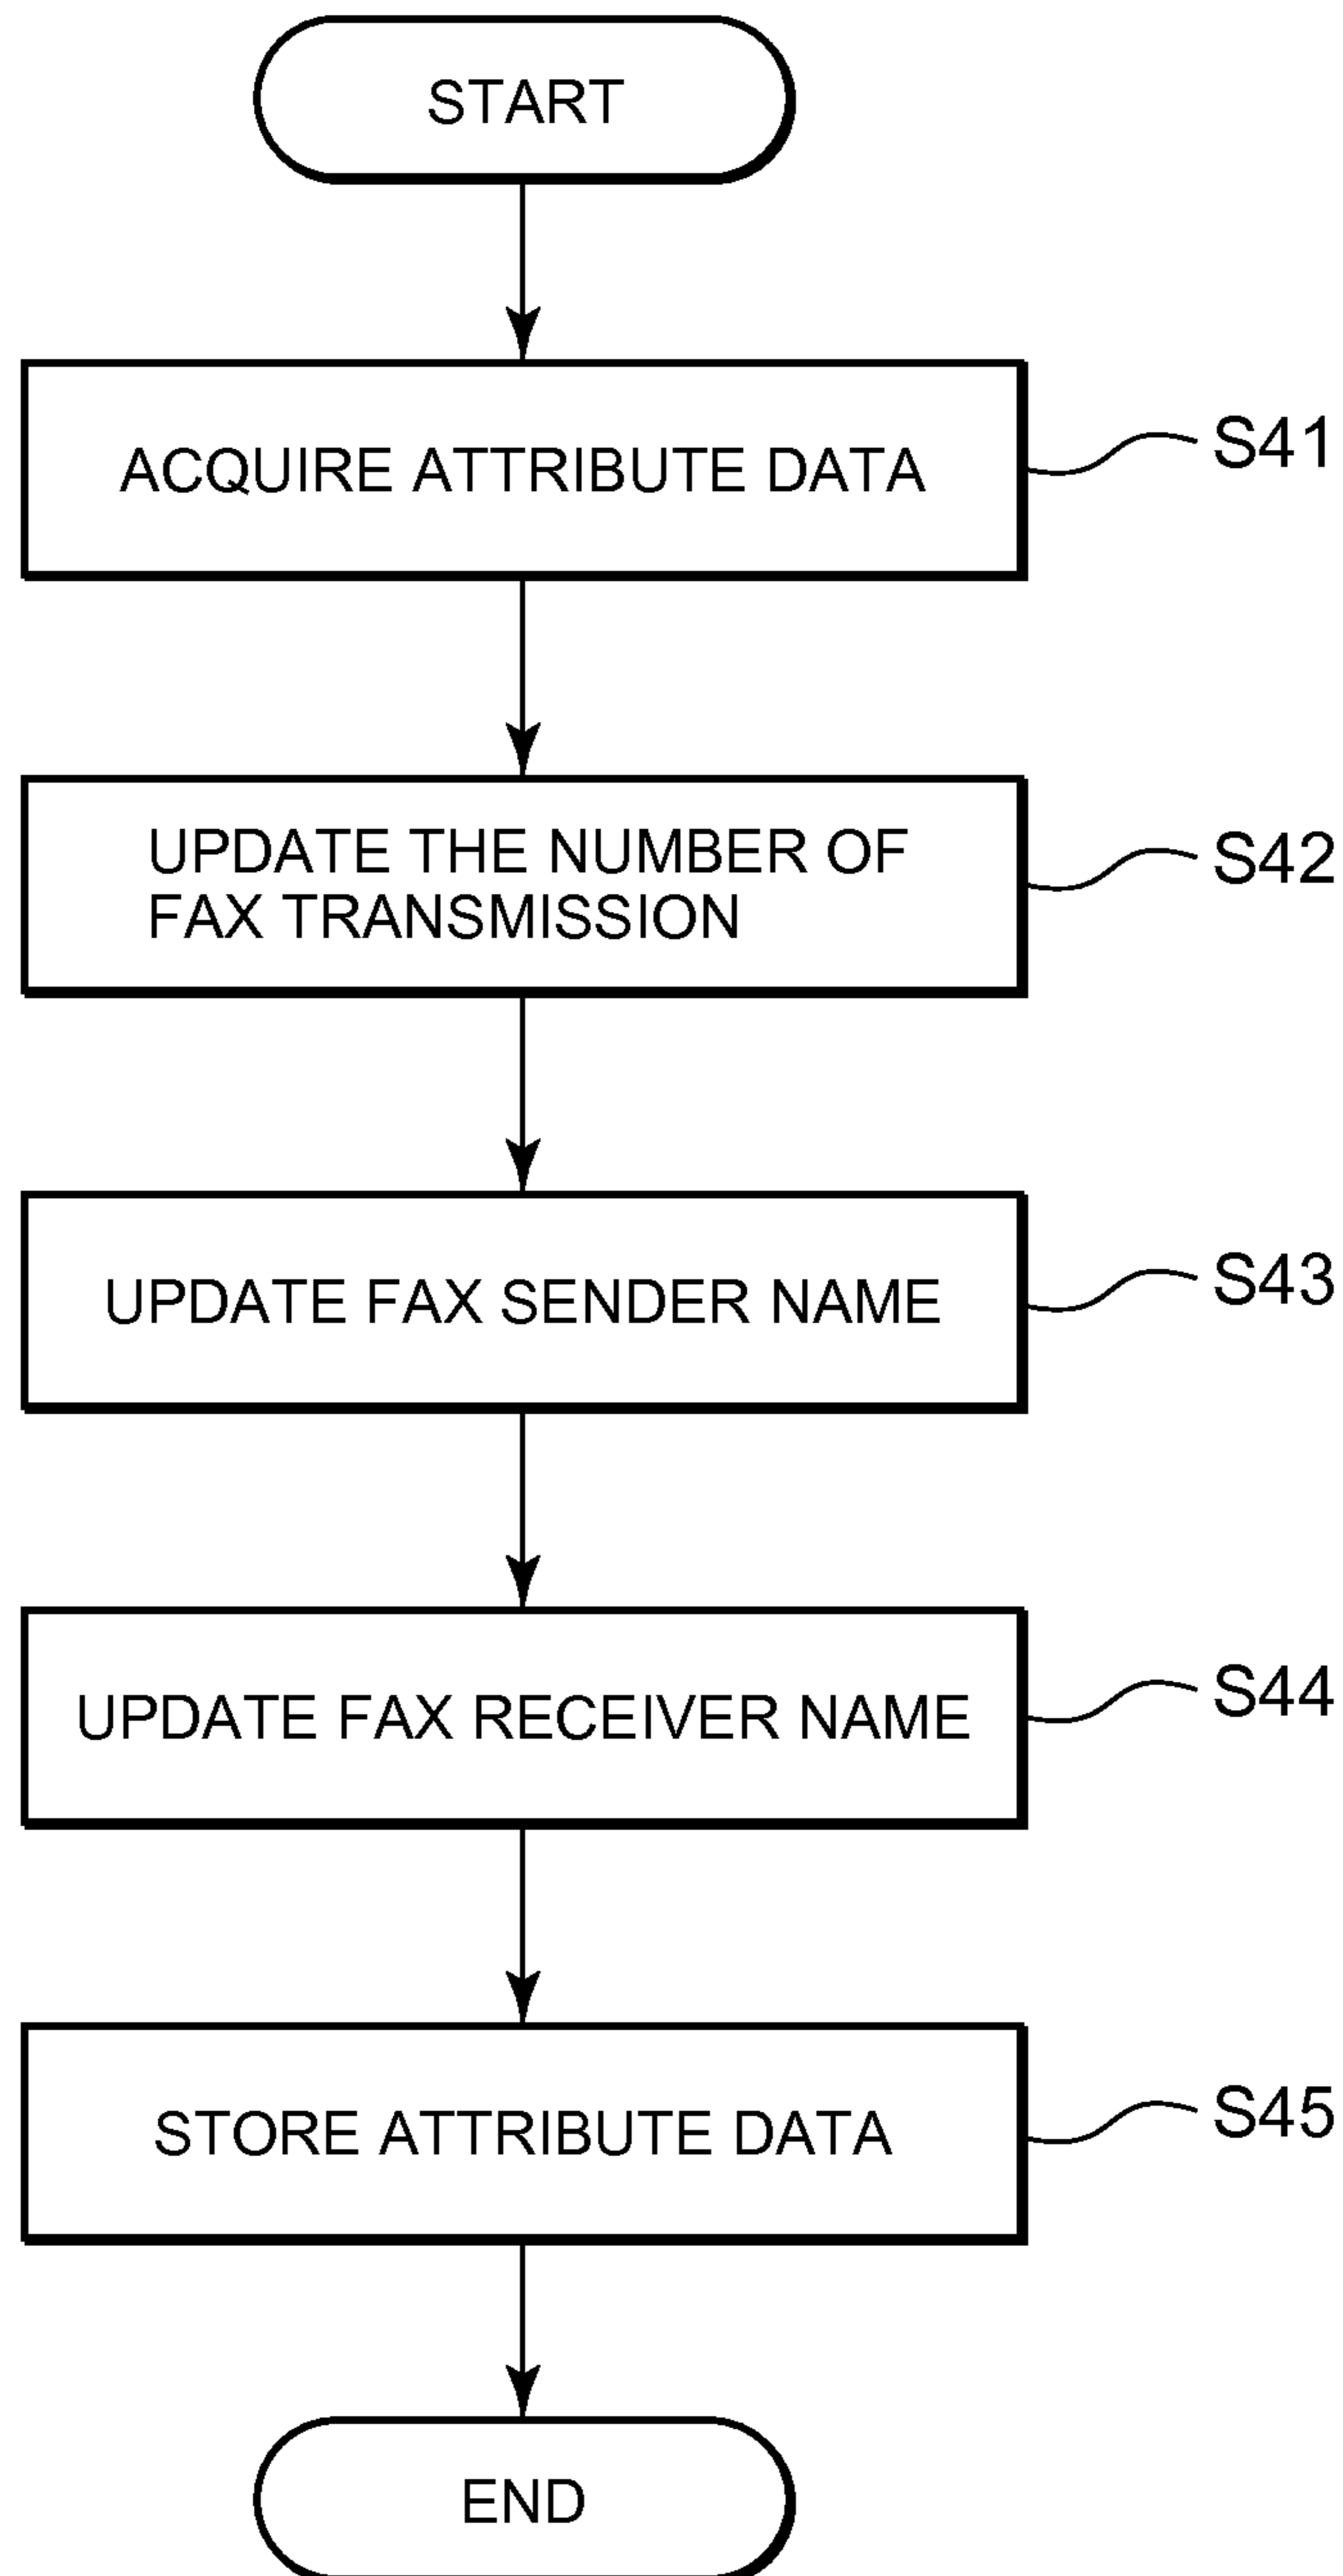 START
ACQUIRE ATTRIBUTE DATA
S41
UPDATE THE NUMBER OF
FAX TRANSMISSION
S42
UPDATE FAX SENDER NAME
S43
UPDATE FAX RECEIVER NAME
S44
STORE ATTRIBUTE DATA
S45
END